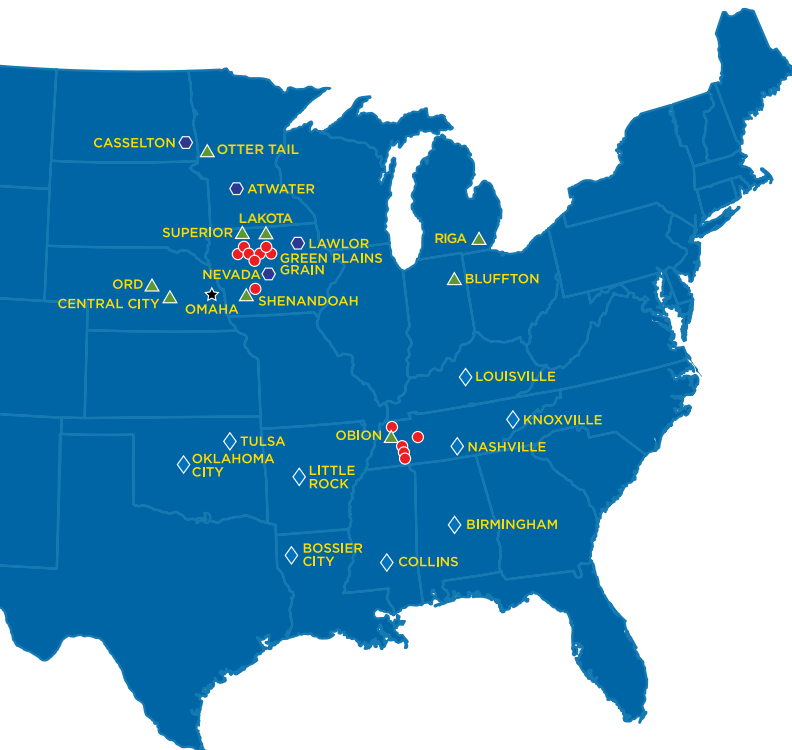 CASSELTON
OTTER TAIL
ATWATER
LAKOTA
SUPERIOR
RIGA
LAWLOR
GREEN PLAINS
GRAIN
NEVADA
BLUFFTON
ORD
CENTRAL CITY
OMAHA
SHENANDOAH
LOUISVILLE
KNOXVILLE
OBION
NASHVILLE
TULSA
OKLAHOMA
CITY
LITTLE
ROCK
BIRMINGHAM
BOSSIER
CITY
COLLINS